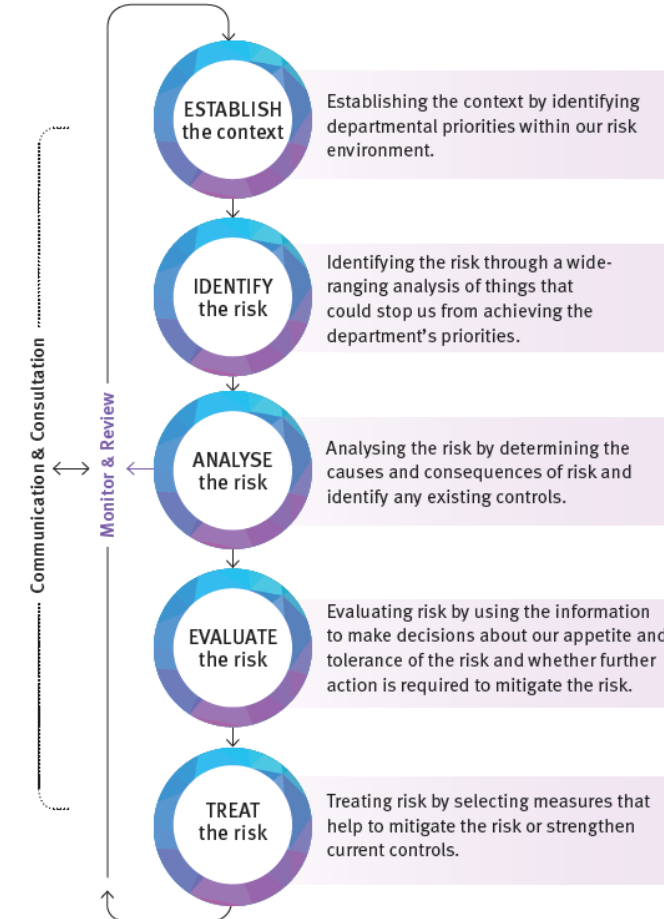 ESTABLISH
the context
Establishing the context by identifying
departmental priorities within our risk
environment.
IDENTIFY
the risk
Identifying the risk through a wide-
ranging analysis of things that
could stop us from achieving the
department's priorities.
Communication & Consultation
Monitor & Review
ANALYSE
the risk
Analysing the risk by determining the
causes and consequences of risk and
identify any existing controls.
EVALUATE
the risk
Evaluating risk by using the information
to make decisions about our appetite and
tolerance of the risk and whether further
action is required to mitigate the risk.
TREAT
the risk
Treating risk by selecting measures that
help to mitigate the risk or strengthen
current controls.